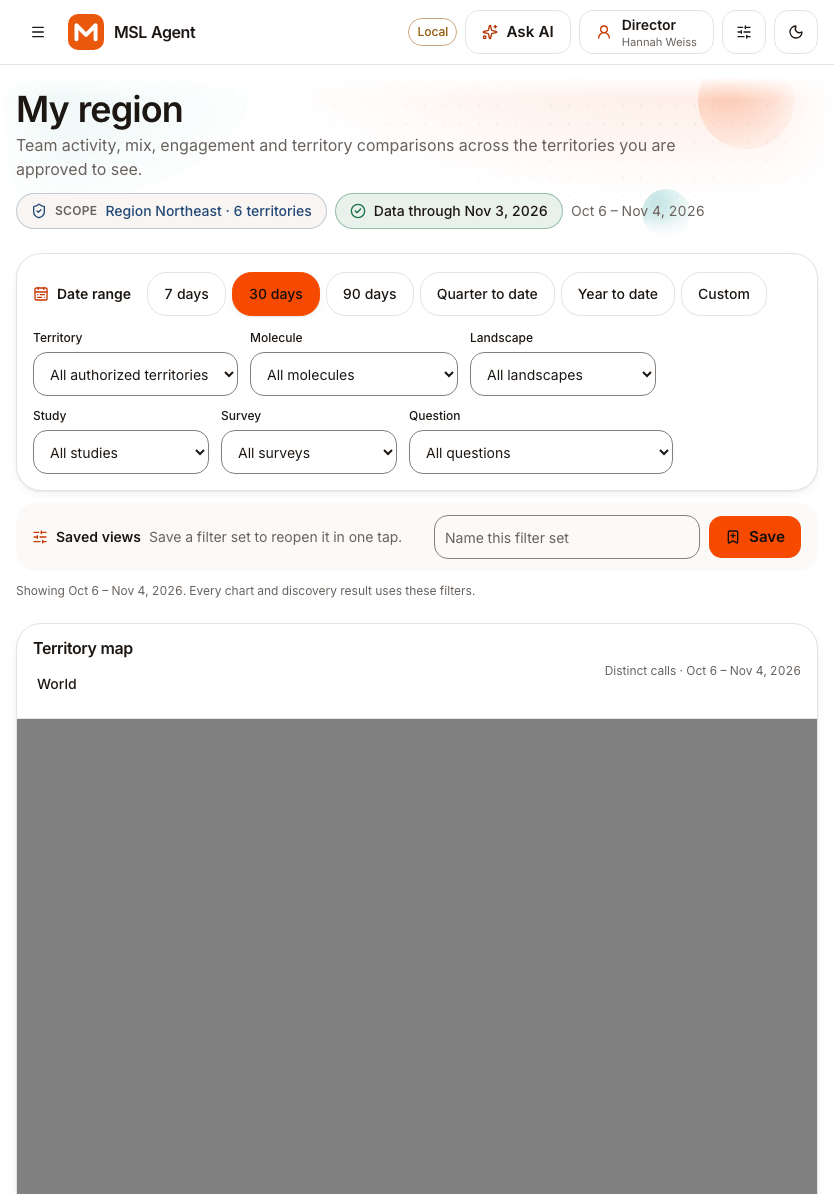 MSL Agent
Local
Ask AI
Director
Hannah Weiss
My region
Team activity, mix, engagement and territory comparisons across the territories you are
approved to see.
SCOPE Region Northeast · 6 territories
Data through Nov 3, 2026
Oct 6 – Nov 4, 2026
Date range
7 days
30 days
90 days
Quarter to date
Year to date
Custom
Territory
Molecule
Landscape
All authorized territories
All molecules
All landscapes
Study
Survey
Question
All studies
All surveys
All questions
Saved views
Save a filter set to reopen it in one tap.
Name this filter set
Save
Showing Oct 6 – Nov 4, 2026. Every chart and discovery result uses these filters.
Territory map
Distinct calls · Oct 6 – Nov 4, 2026
World